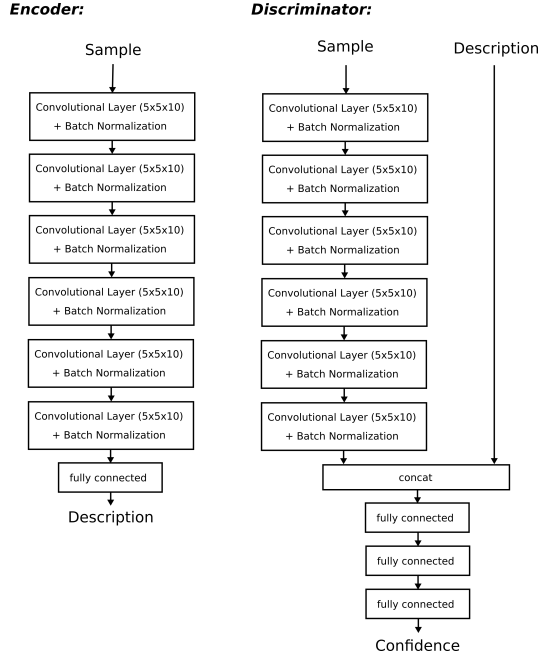 Encoder:
Sample
Convolutional Layer (5x5x10)
+ Batch Normalization
Convolutional Layer (5x5x10)
+ Batch Normalization
Convolutional Layer (5x5x10)
+ Batch Normalization
Convolutional Layer (5x5x10)
+ Batch Normalization
Convolutional Layer (5x5x10)
+ Batch Normalization
Convolutional Layer (5x5x10)
+ Batch Normalization
fully connected
Description
Discriminator:
Sample
Description
Convolutional Layer (5x5x10)
+ Batch Normalization
Convolutional Layer (5x5x10)
+ Batch Normalization
Convolutional Layer (5x5x10)
+ Batch Normalization
Convolutional Layer (5x5x10)
+ Batch Normalization
Convolutional Layer (5x5x10)
+ Batch Normalization
Convolutional Layer (5x5x10)
+ Batch Normalization
concat
fully connected
fully connected
fully connected
Confidence